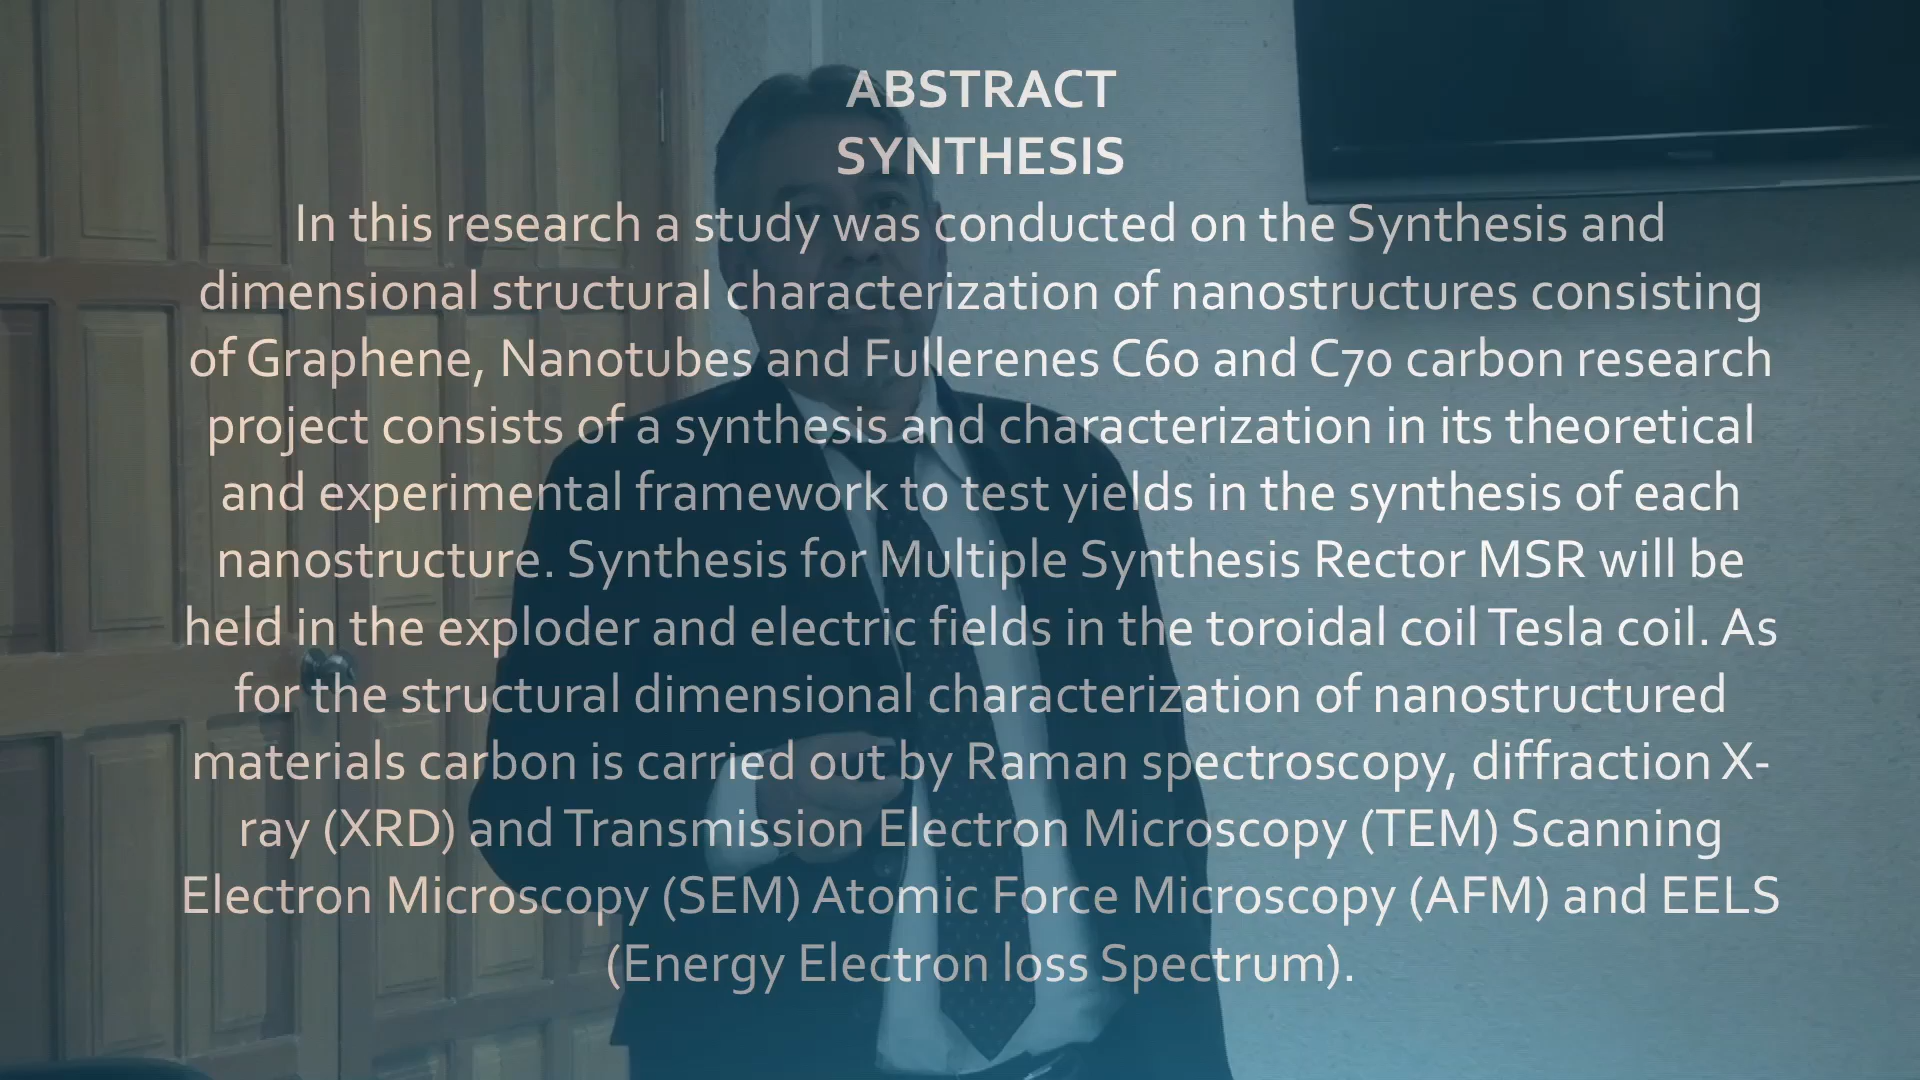 ABSTRACT
SYNTHESIS
In this research a study was conducted on the Synthesis and
dimensional structural characterization of nanostructures consisting
of Graphene, Nanotubes and Fullerenes C60 and C70 carbon research
project consists of a synthesis and characterization in its theoretical
and experimental framework to test yields in the synthesis of each
nanostructure. Synthesis for Multiple Synthesis Rector MSR will be
held in the exploder and electric fields in the toroidal coil Tesla coil. As
for the structural dimensional characterization of nanostructured
materials carbon is carried out by Raman spectroscopy, diffraction X-
ray (XRD) and Transmission Electron Microscopy (TEM) Scanning
Electron Microscopy (SEM) Atomic Force Microscopy (AFM) and EELS
(Energy Electron loss Spectrum).